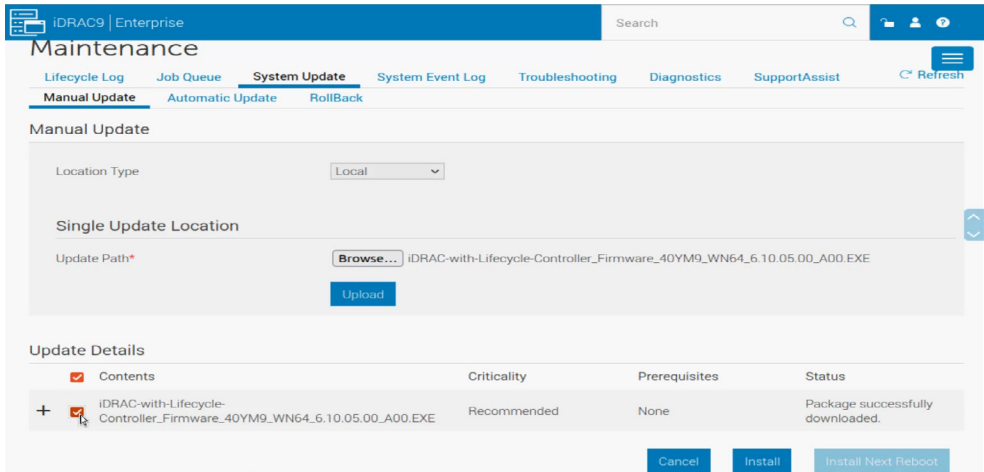 iDRAC9 | Enterprise
Search
Maintenance
Lifecycle Log Job Queue System Update System Event Log Troubleshooting Diagnostics SupportAssist Refresh
Manual Update Automatic Update RollBack
Manual Update
Location Type Local
Single Update Location
Update Path* Browse... iDRAC-with-Lifecycle-Controller_Firmware_40YM9_WN64_6.10.05.00_A00.EXE
Upload
Update Details
Contents Criticality Prerequisites Status
iDRAC-with-Lifecycle-
Controller_Firmware_40YM9_WN64_6.10.05.00_A00.EXE Recommended None Package successfully
downloaded.
Cancel Install Install Next Reboot